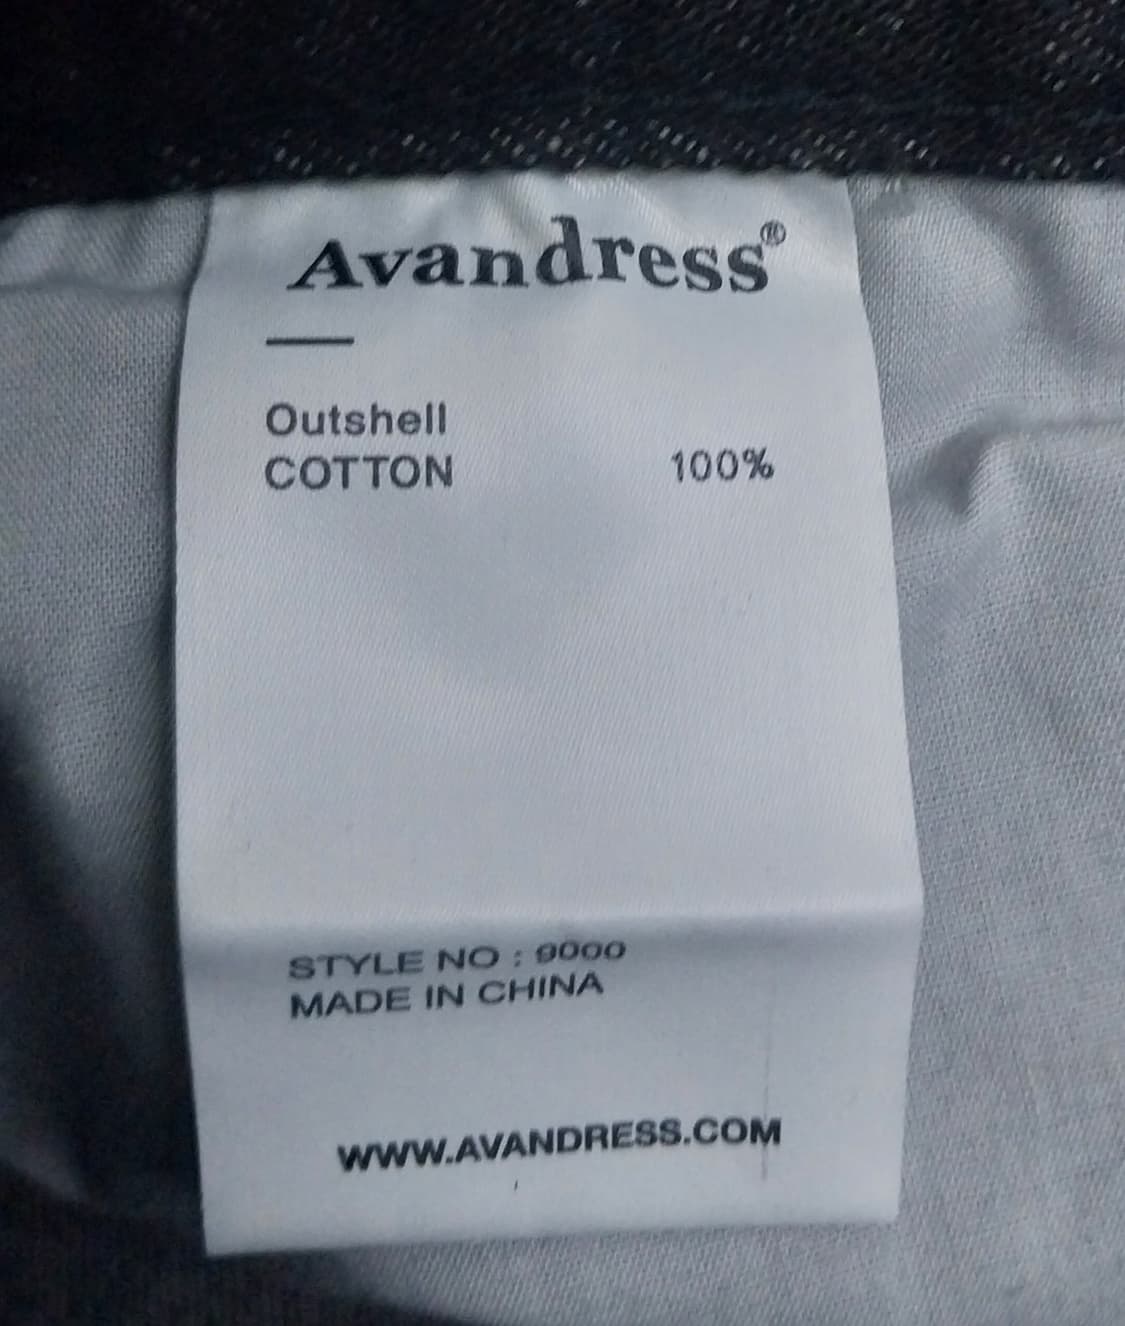 Avandress®
Outshell
COTTON 100%
STYLE NO : 9000
MADE IN CHINA
WWW.AVANDRESS.COM